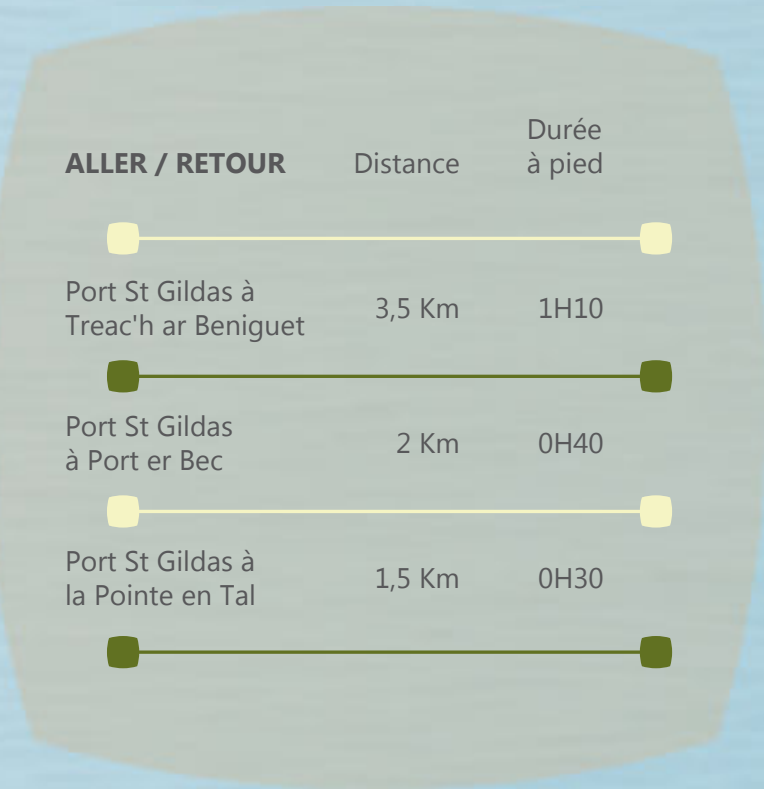 ALLER / RETOUR Distance Durée
à pied
Port St Gildas à
Treac'h ar Beniguet 3,5 Km 1H10
Port St Gildas
à Port er Bec 2 Km 0H40
Port St Gildas à
la Pointe en Tal 1,5 Km 0H30